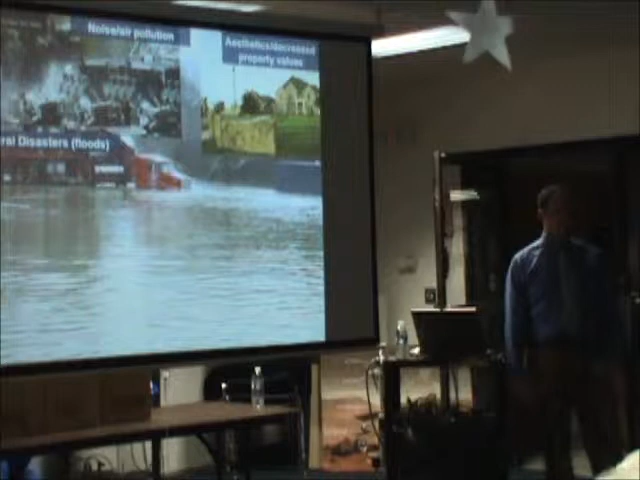 Noise/air pollution
Aesthetics/decreased
property values
ral Disasters (floods)